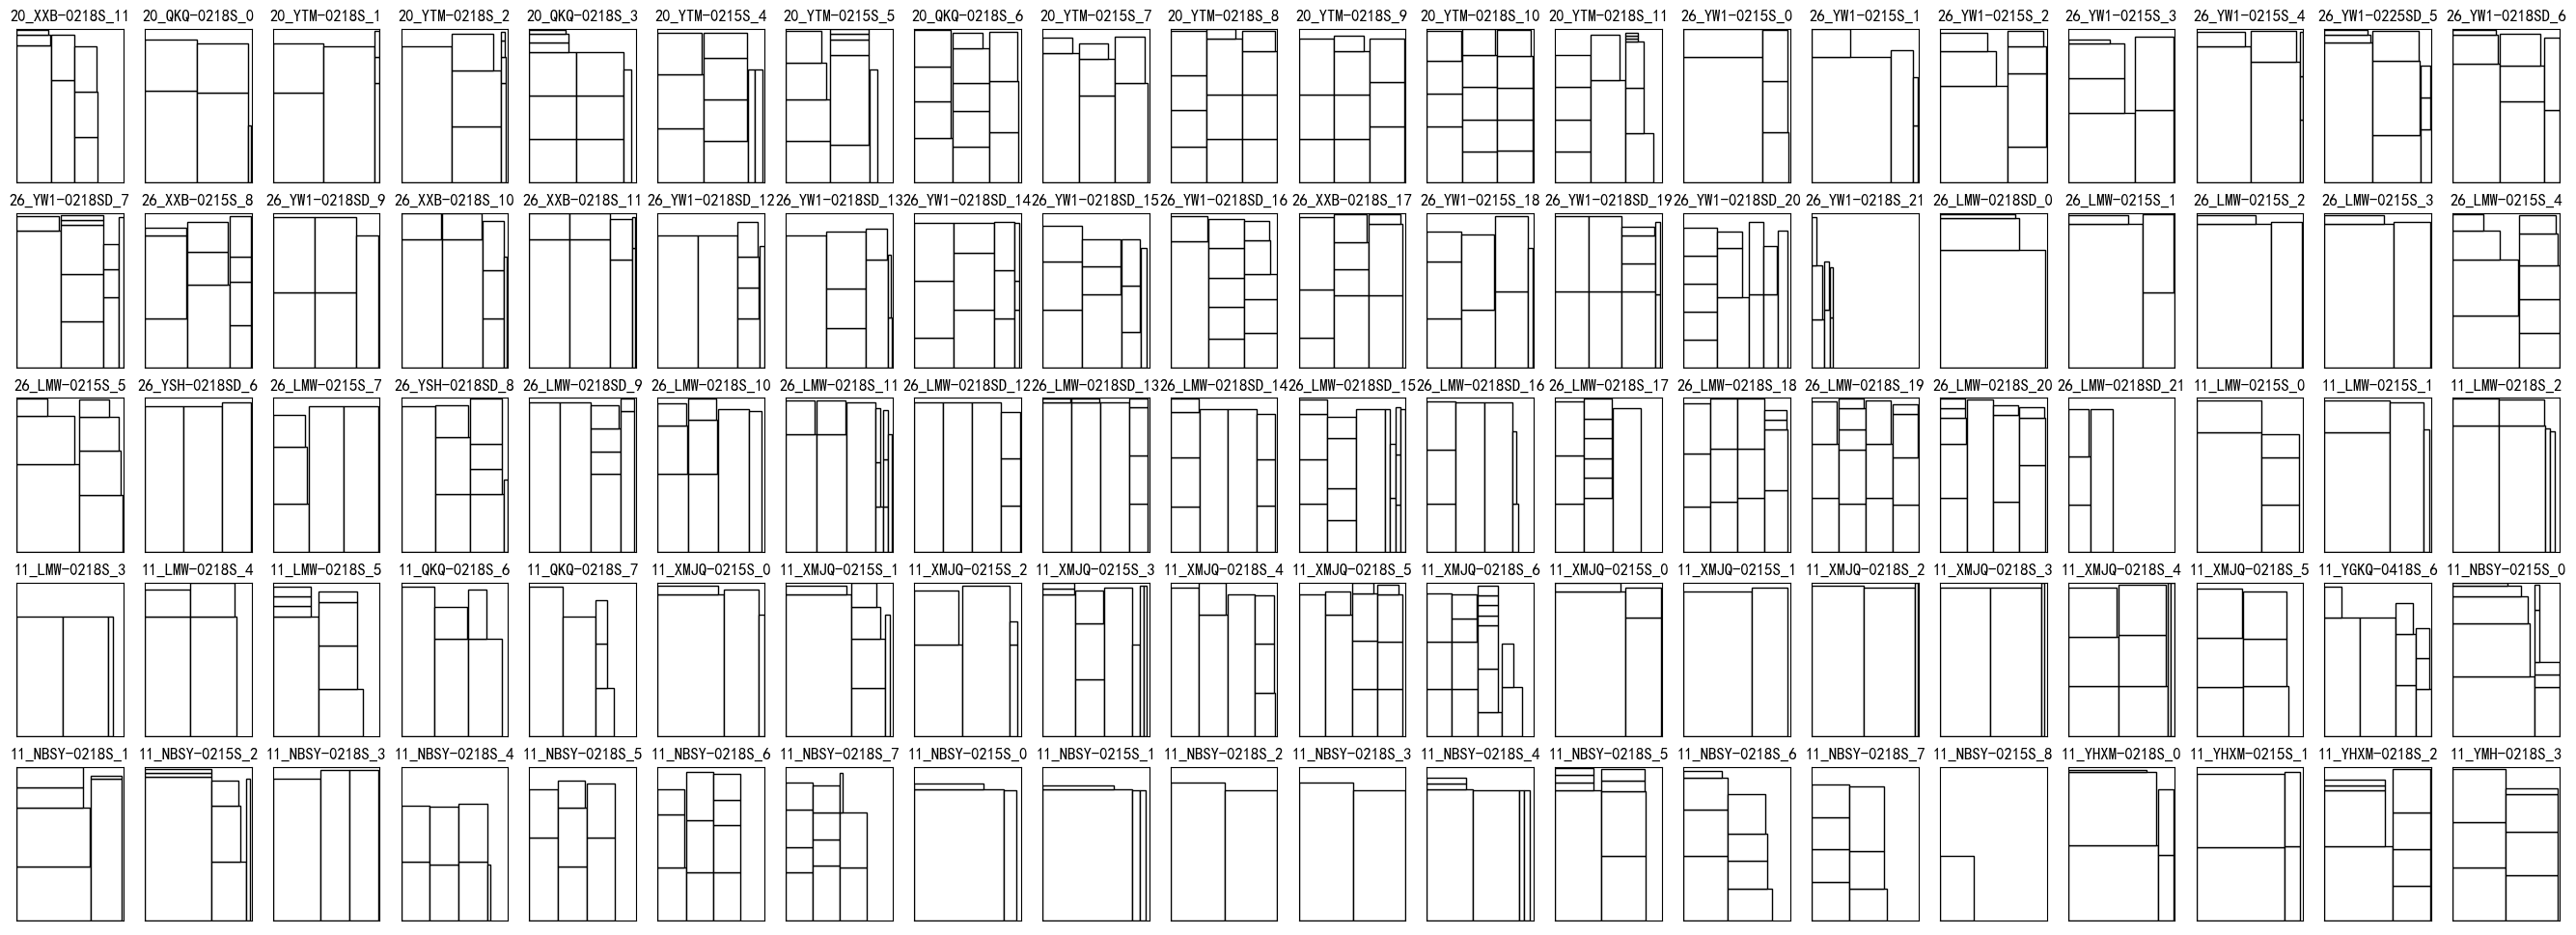 20_XXB-0218S_11 20_QKQ-0218S_0 20_YTM-0218S_1 20_YTM-0218S_2 20_QKQ-0218S_3 20_YTM-0215S_4 20_YTM-0215S_5 20_QKQ-0218S_6 20_YTM-0215S_7 20_YTM-0218S_8 20_YTM-0218S_9 20_YTM-0218S_10 20_YTM-0218S_11 26_YW1-0215S_0 26_YW1-0215S_1 26_YW1-0215S_2 26_YW1-0215S_3 26_YW1-0215S_4 26_YW1-0225SD_5 26_YW1-0218SD_6
26_YW1-0218SD_7 26_XXB-0215S_8 26_YW1-0218SD_9 26_XXB-0218S_10 26_XXB-0218S_11 26_YW1-0218SD_12 26_YW1-0218SD_13 26_YW1-0218SD_14 26_YW1-0218SD_15 26_YW1-0218SD_16 26_XXB-0218S_17 26_YW1-0215S_18 26_YW1-0218SD_19 26_YW1-0218SD_20 26_YW1-0218S_21 26_LMW-0218SD_0 26_LMW-0215S_1 26_LMW-0215S_2 26_LMW-0215S_3 26_LMW-0215S_4
26_LMW-0215S_5 26_YSH-0218SD_6 26_LMW-0215S_7 26_YSH-0218SD_8 26_LMW-0218SD_9 26_LMW-0218S_10 26_LMW-0218S_11 26_LMW-0218SD_12 26_LMW-0218SD_13 26_LMW-0218SD_14 26_LMW-0218SD_15 26_LMW-0218SD_16 26_LMW-0218S_17 26_LMW-0218S_18 26_LMW-0218S_19 26_LMW-0218S_20 26_LMW-0218SD_21 11_LMW-0215S_0 11_LMW-0215S_1 11_LMW-0218S_2
11_LMW-0218S_3 11_LMW-0218S_4 11_LMW-0218S_5 11_QKQ-0218S_6 11_QKQ-0218S_7 11_XMJQ-0215S_0 11_XMJQ-0215S_1 11_XMJQ-0215S_2 11_XMJQ-0215S_3 11_XMJQ-0218S_4 11_XMJQ-0218S_5 11_XMJQ-0218S_6 11_XMJQ-0215S_0 11_XMJQ-0215S_1 11_XMJQ-0218S_2 11_XMJQ-0218S_3 11_XMJQ-0218S_4 11_XMJQ-0218S_5 11_YGKQ-0418S_6 11_NBSY-0215S_0
11_NBSY-0218S_1 11_NBSY-0215S_2 11_NBSY-0218S_3 11_NBSY-0218S_4 11_NBSY-0218S_5 11_NBSY-0218S_6 11_NBSY-0218S_7 11_NBSY-0215S_0 11_NBSY-0215S_1 11_NBSY-0218S_2 11_NBSY-0218S_3 11_NBSY-0218S_4 11_NBSY-0218S_5 11_NBSY-0218S_6 11_NBSY-0218S_7 11_NBSY-0215S_8 11_YHXM-0218S_0 11_YHXM-0215S_1 11_YHXM-0218S_2 11_YMH-0218S_3